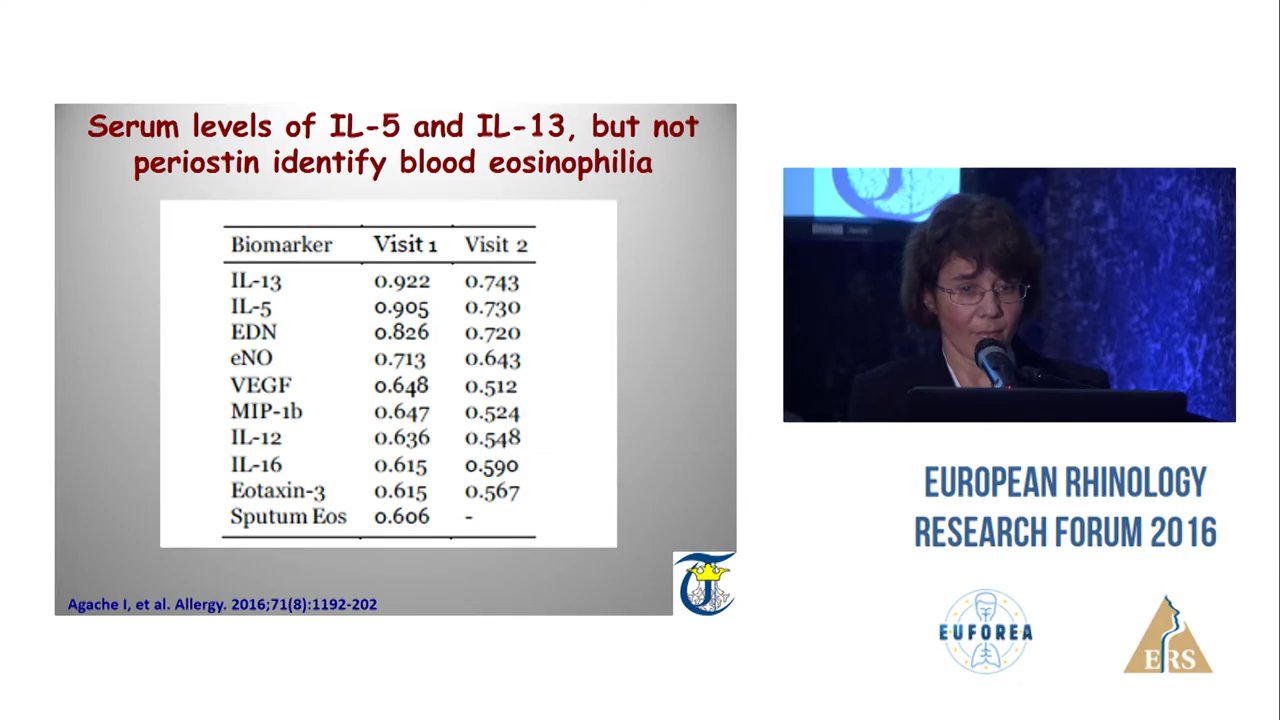 Serum levels of IL-5 and IL-13, but not
periostin identify blood eosinophilia
Biomarker Visit 1 Visit 2
IL-13 0.922 0.743
IL-5 0.905 0.730
EDN 0.826 0.720
eNO 0.713 0.643
VEGF 0.648 0.512
MIP-1b 0.647 0.524
IL-12 0.636 0.548
IL-16 0.615 0.590
Eotaxin-3 0.615 0.567
Sputum Eos 0.606 -
Agache I, et al. Allergy. 2016;71(8):1192-202
EUROPEAN RHINOLOGY
RESEARCH FORUM 2016
EUFOREA
ERS